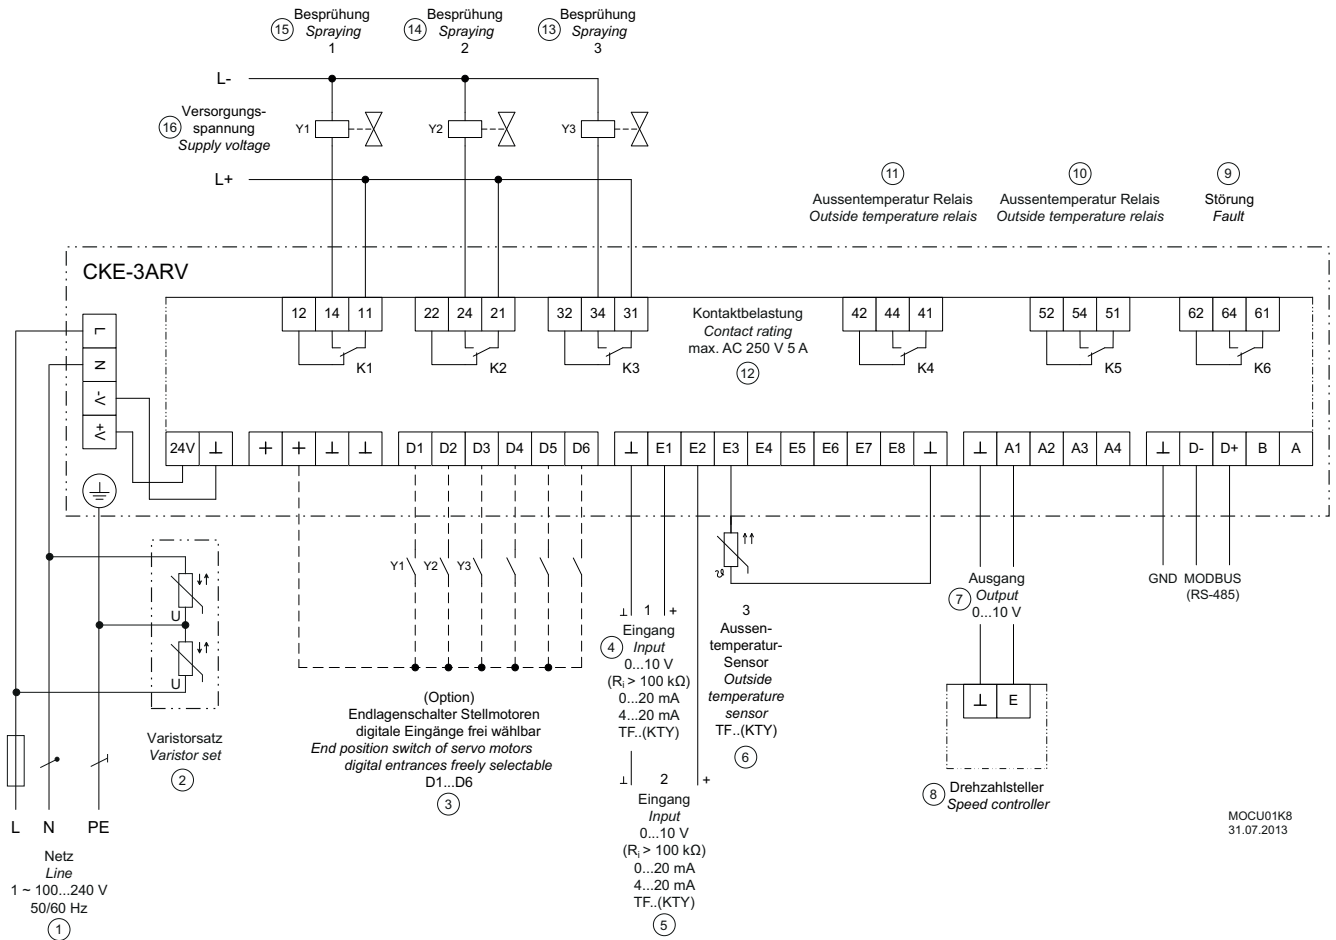 15 Besprühung
Spraying
1
14 Besprühung
Spraying
2
13 Besprühung
Spraying
3
L-
16 Versorgungs-
spannung
Supply voltage
Y1
Y2
Y3
L+
11
Aussentemperatur Relais
Outside temperature relais
10
Aussentemperatur Relais
Outside temperature relais
9
Störung
Fault
CKE-3ARV
12 14 11
K1
22 24 21
K2
32 34 31
K3
Kontaktbelastung
Contact rating
max. AC 250 V 5 A
12
42 44 41
K4
52 54 51
K5
62 64 61
K6
L
N
-V
+V
24V ⊥
+ + ⊥ ⊥
D1 D2 D3 D4 D5 D6
⊥ E1 E2 E3 E4 E5 E6 E7 E8 ⊥
⊥ A1 A2 A3 A4
⊥ D- D+ B A
U
U
↓↑
↓↑
Varistorsatz
Varistor set
2
Y1 Y2 Y3
(Option)
Endlagenschalter Stellmotoren
digitale Eingänge frei wählbar
End position switch of servo motors
digital entrances freely selectable
D1...D6
3
⊥ 1 +
4 Eingang
Input
0...10 V
(Ri > 100 kΩ)
0...20 mA
4...20 mA
TF..(KTY)
⊥ 2 +
Eingang
Input
0...10 V
(Ri > 100 kΩ)
0...20 mA
4...20 mA
TF..(KTY)
5
↑↑
ϑ
3
Aussen-
temperatur-
Sensor
Outside
temperature
sensor
TF..(KTY)
6
7 Ausgang
Output
0...10 V
⊥ E
8 Drehzahlsteller
Speed controller
GND MODBUS
(RS-485)
L N PE
Netz
Line
1 ~ 100...240 V
50/60 Hz
1
MOCU01K8
31.07.2013